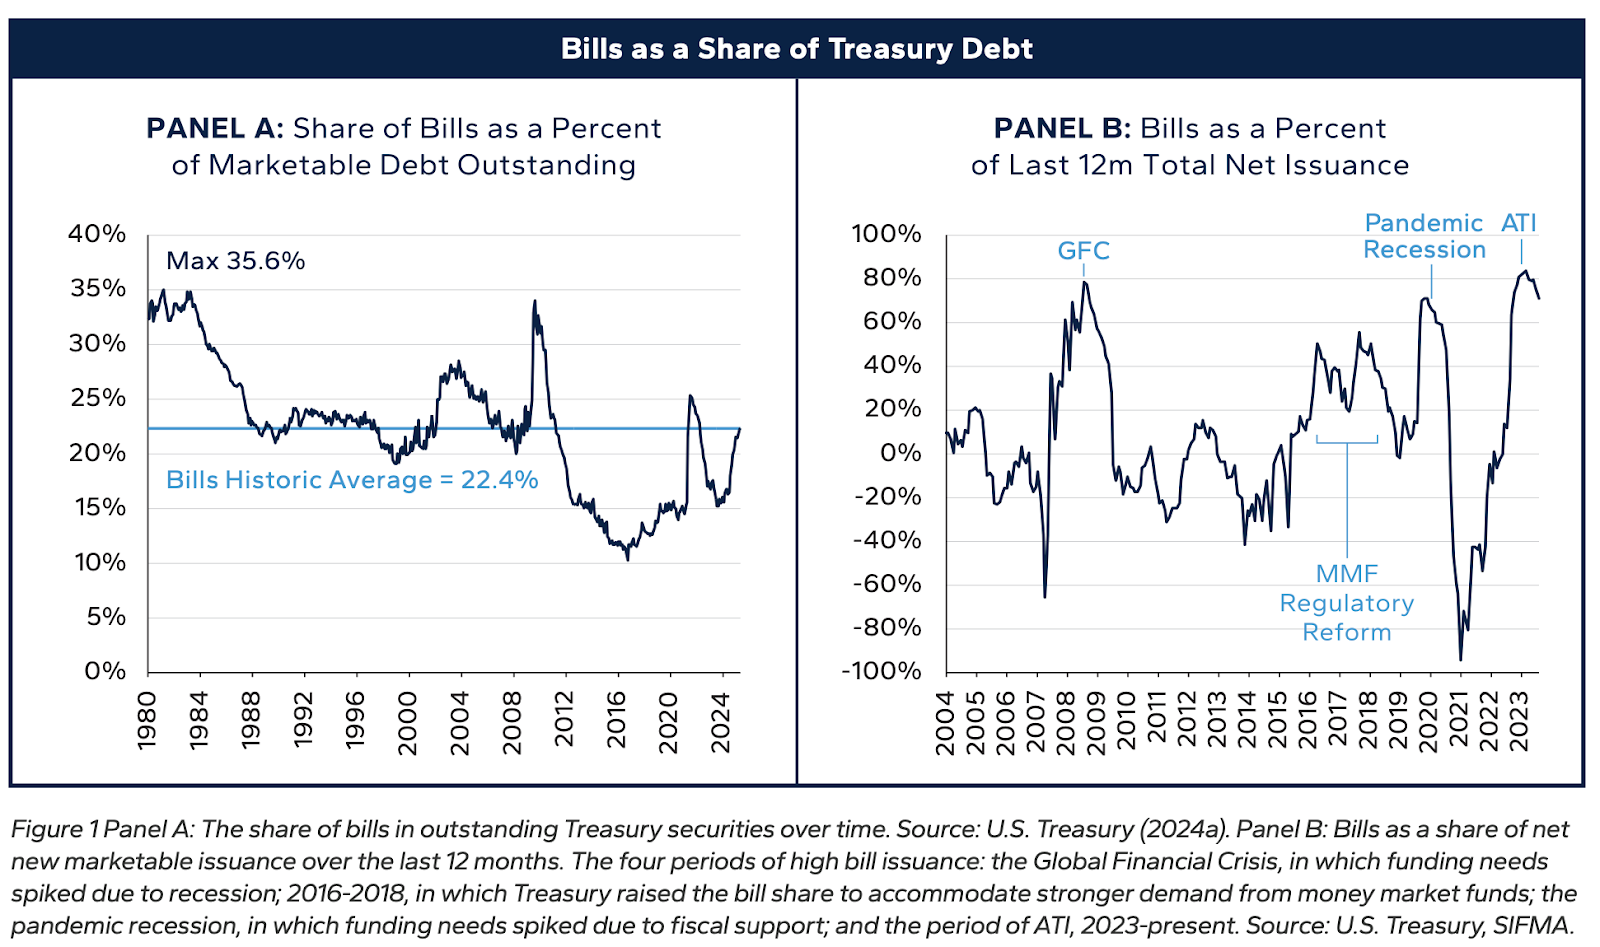 Bills as a Share of Treasury Debt
PANEL A: Share of Bills as a Percent
of Marketable Debt Outstanding
40%
35%
30%
25%
20%
15%
10%
5%
0%
Max 35.6%
Bills Historic Average = 22.4%
1980
1984
1988
1992
1996
2000
2004
2008
2012
2016
2020
2024
PANEL B: Bills as a Percent
of Last 12m Total Net Issuance
100%
80%
60%
40%
20%
0%
-20%
-40%
-60%
-80%
-100%
GFC
Pandemic
Recession
ATI
MMF
Regulatory
Reform
2004
2005
2006
2007
2008
2009
2010
2011
2012
2013
2014
2015
2016
2017
2018
2019
2020
2021
2022
2023
Figure 1 Panel A: The share of bills in outstanding Treasury securities over time. Source: U.S. Treasury (2024a). Panel B: Bills as a share of net
new marketable issuance over the last 12 months. The four periods of high bill issuance: the Global Financial Crisis, in which funding needs
spiked due to recession; 2016-2018, in which Treasury raised the bill share to accommodate stronger demand from money market funds; the
pandemic recession, in which funding needs spiked due to fiscal support; and the period of ATI, 2023-present. Source: U.S. Treasury, SIFMA.